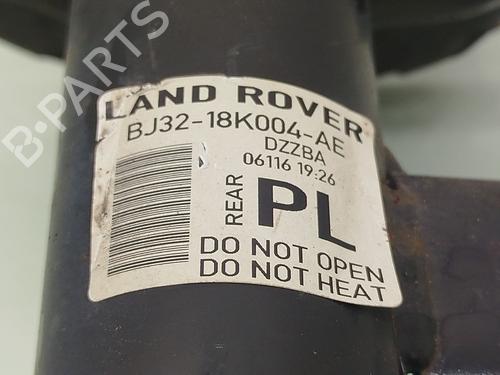 B·PARTS
LAND ROVER
BJ32-18K004-AE
DZZBA
06116 19:26
REAR
PL
DO NOT OPEN
DO NOT HEAT